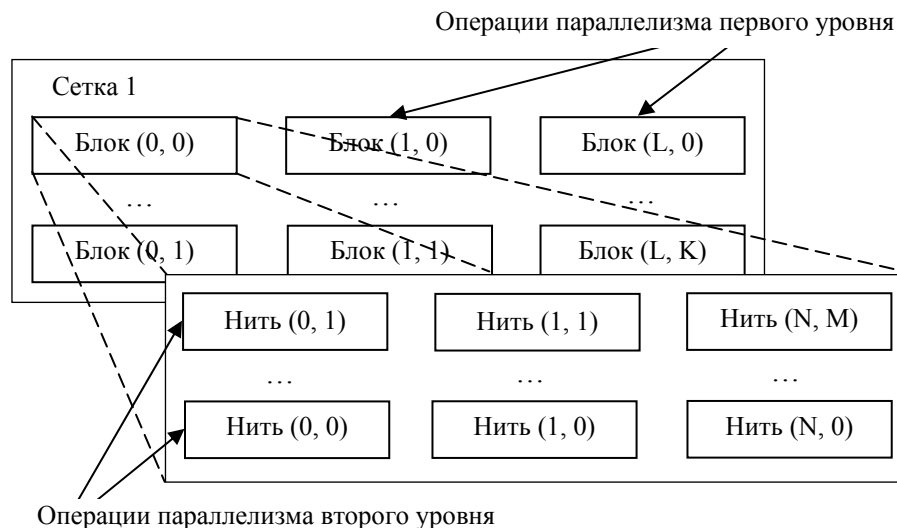 Операции параллелизма первого уровня
Сетка 1
Блок (0, 0) Блок (1, 0) Блок (L, 0)
… … …
Блок (0, 1) Блок (1, 1) Блок (L, K)
Нить (0, 1) Нить (1, 1) Нить (N, M)
… … …
Нить (0, 0) Нить (1, 0) Нить (N, 0)
Операции параллелизма второго уровня